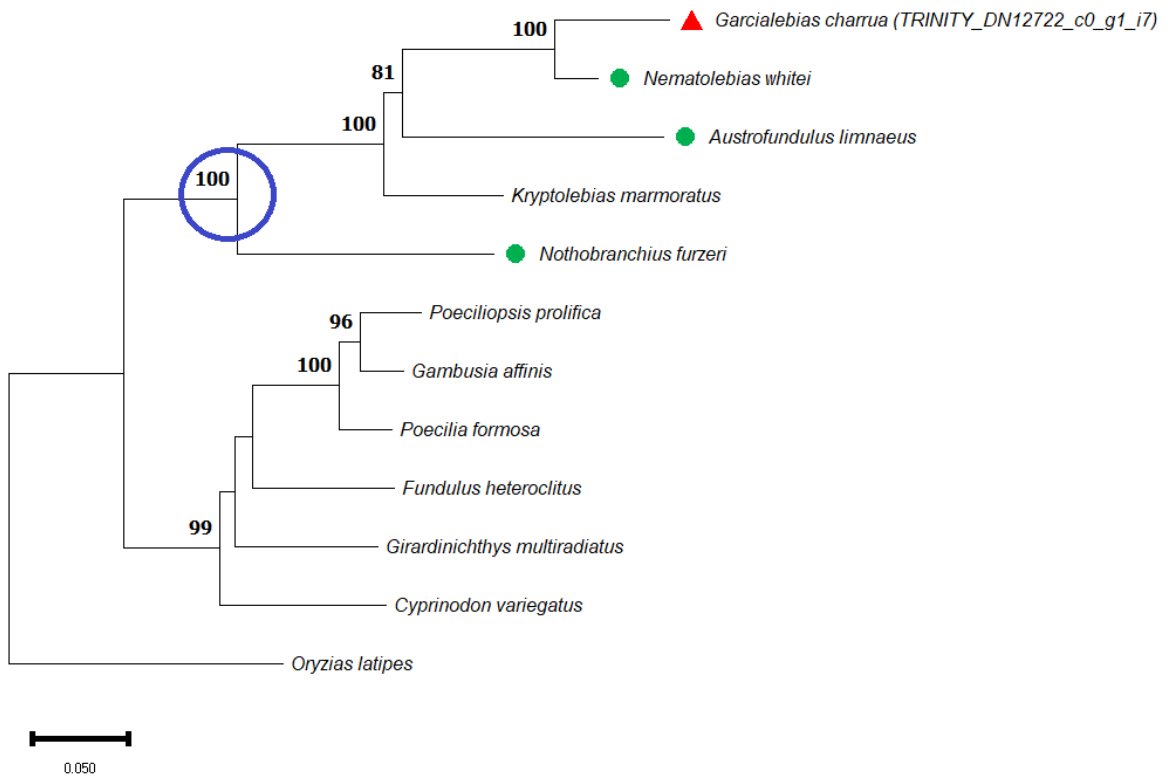 100
Garcialebias charrua (TRINITY_DN12722_c0_g1_i7)
81
Nematolebias whitei
100
Austrofundulus limnaeus
100
Kryptolebias marmoratus
Nothobranchius furzeri
96
Poeciliopsis prolifica
100
Gambusia affinis
Poecilia formosa
Fundulus heteroclitus
99
Girardinichthys multiradiatus
Cyprinodon variegatus
Oryzias latipes
0.050